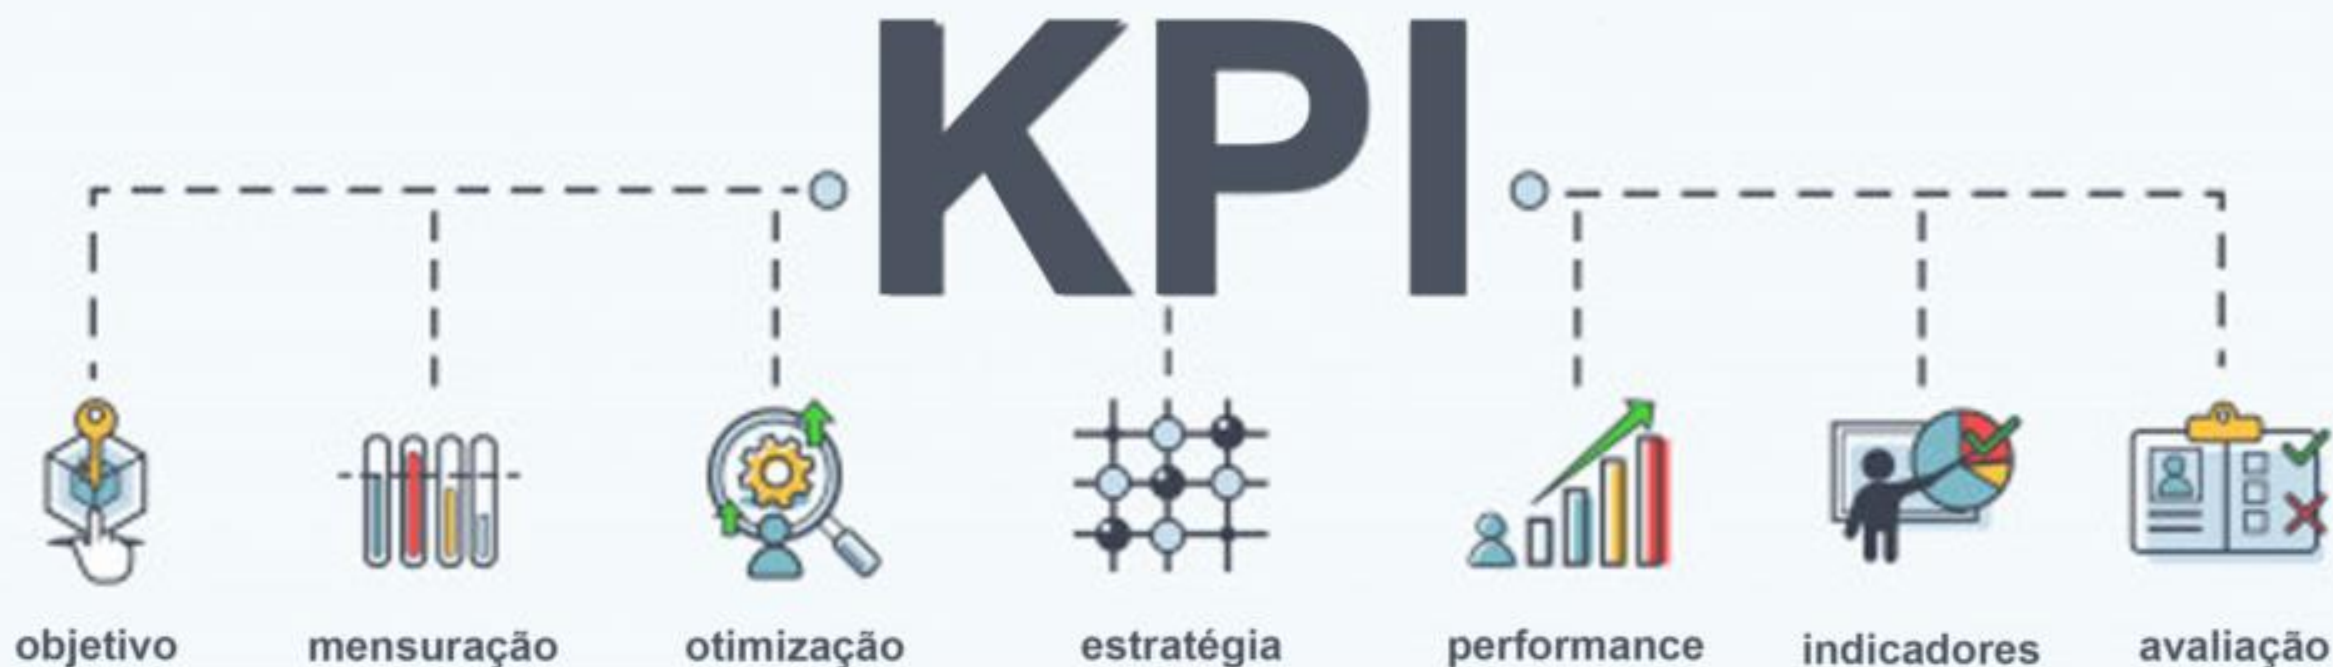 KPI
objetivo
mensuração
otimização
estratégia
performance
indicadores
avaliação